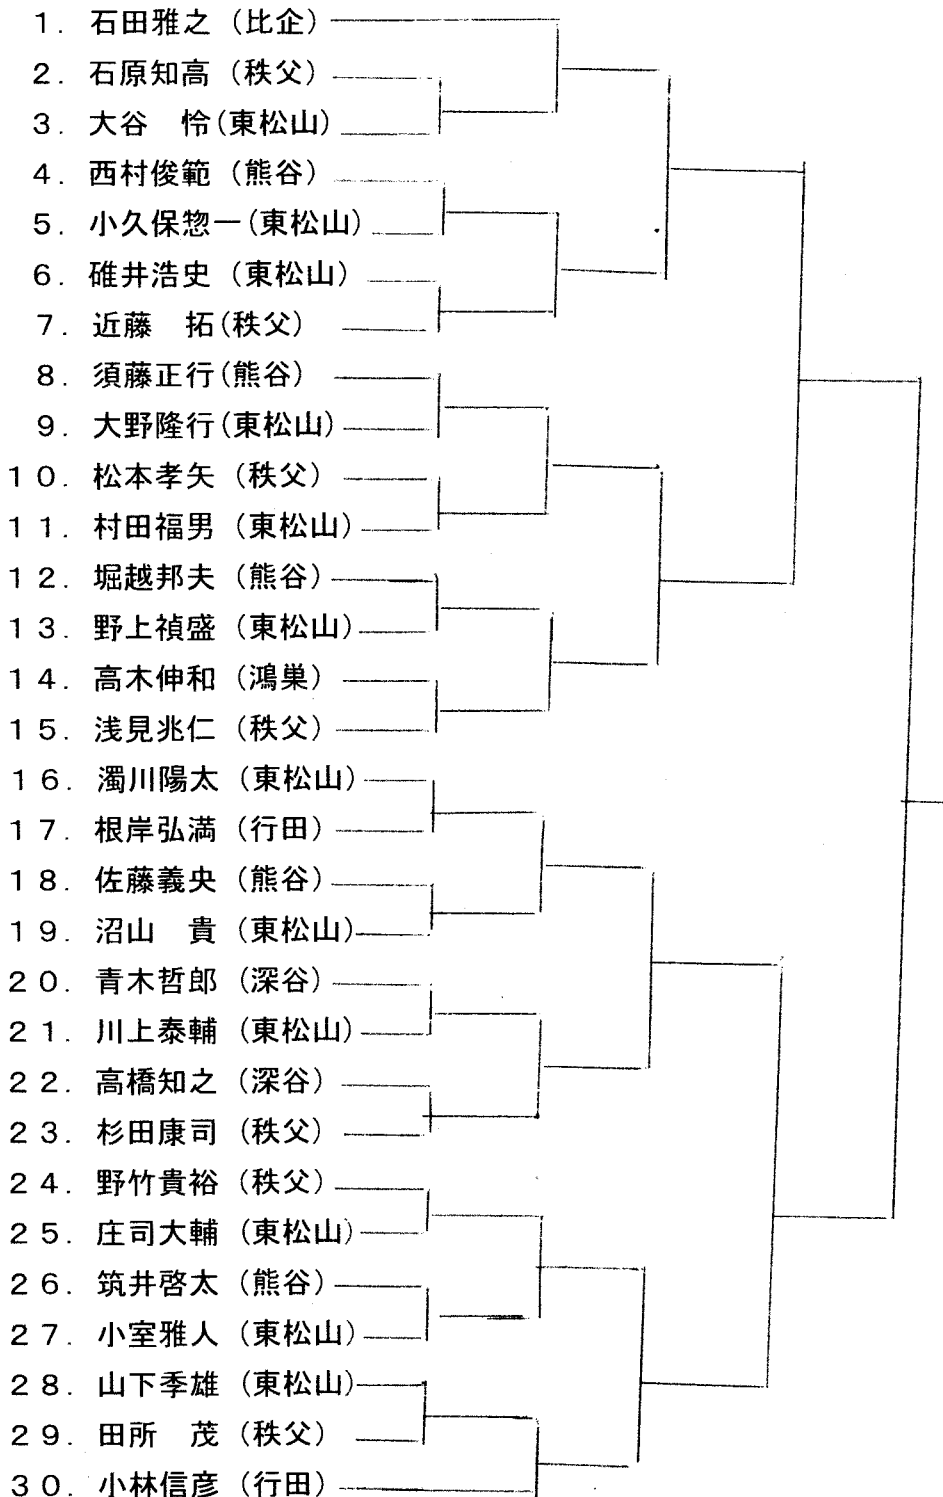 1. 石田雅之 (比企)
2. 石原知高 (秩父)
3. 大谷　怜(東松山)
4. 西村俊範 (熊谷)
5. 小久保惣一(東松山)
6. 碓井浩史 (東松山)
7. 近藤　拓(秩父)
8. 須藤正行(熊谷)
9. 大野隆行(東松山)
10. 松本孝矢 (秩父)
11. 村田福男 (東松山)
12. 堀越邦夫 (熊谷)
13. 野上禎盛 (東松山)
14. 高木伸和 (鴻巣)
15. 浅見兆仁 (秩父)
16. 濁川陽太 (東松山)
17. 根岸弘満 (行田)
18. 佐藤義央 (熊谷)
19. 沼山　貴 (東松山)
20. 青木哲郎 (深谷)
21. 川上泰輔 (東松山)
22. 高橋知之 (深谷)
23. 杉田康司 (秩父)
24. 野竹貴裕 (秩父)
25. 庄司大輔 (東松山)
26. 筑井啓太 (熊谷)
27. 小室雅人 (東松山)
28. 山下季雄 (東松山)
29. 田所　茂 (秩父)
30. 小林信彦 (行田)